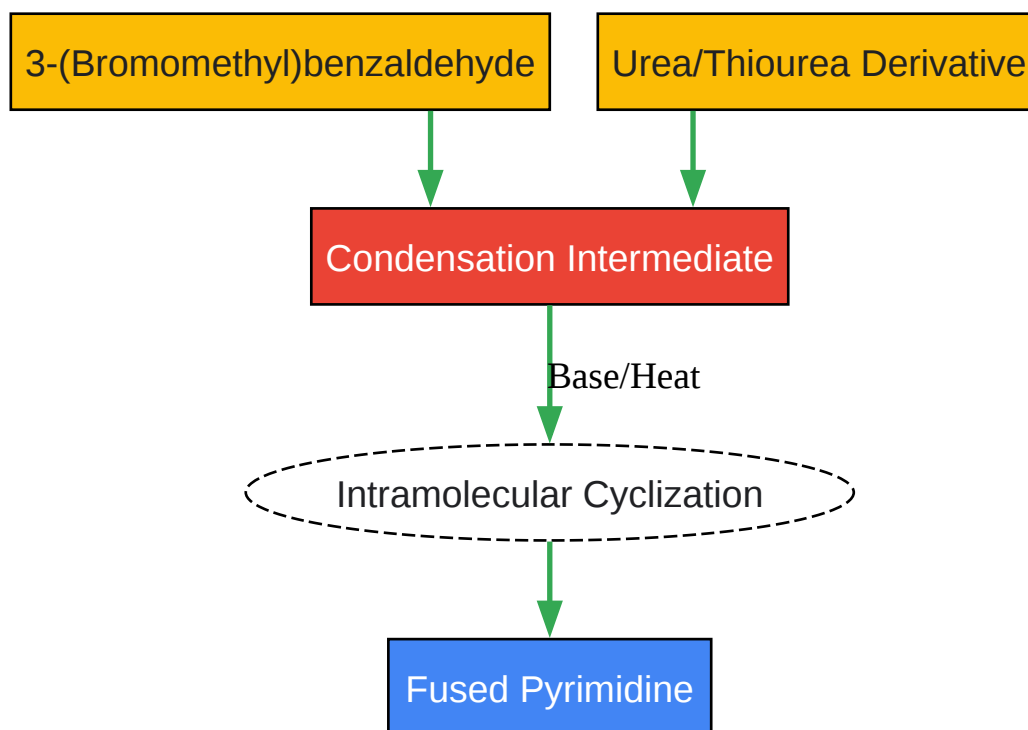 3-(Bromomethyl)benzaldehyde
Urea/Thiourea Derivative
Condensation Intermediate
Base/Heat
Intramolecular Cyclization
Fused Pyrimidine